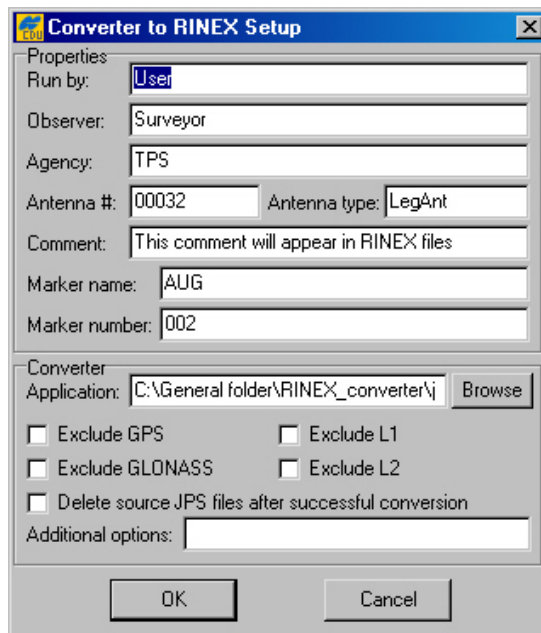 EDU Converter to RINEX Setup
Properties
Run by: User
Observer: Surveyor
Agency: TPS
Antenna #: 00032 Antenna type: LegAnt
Comment: This comment will appear in RINEX files
Marker name: AUG
Marker number: 002
Converter
Application: C:\General folder\RINEX_converter\j Browse
Exclude GPS Exclude L1
Exclude GLONASS Exclude L2
Delete source JPS files after successful conversion
Additional options:
OK Cancel